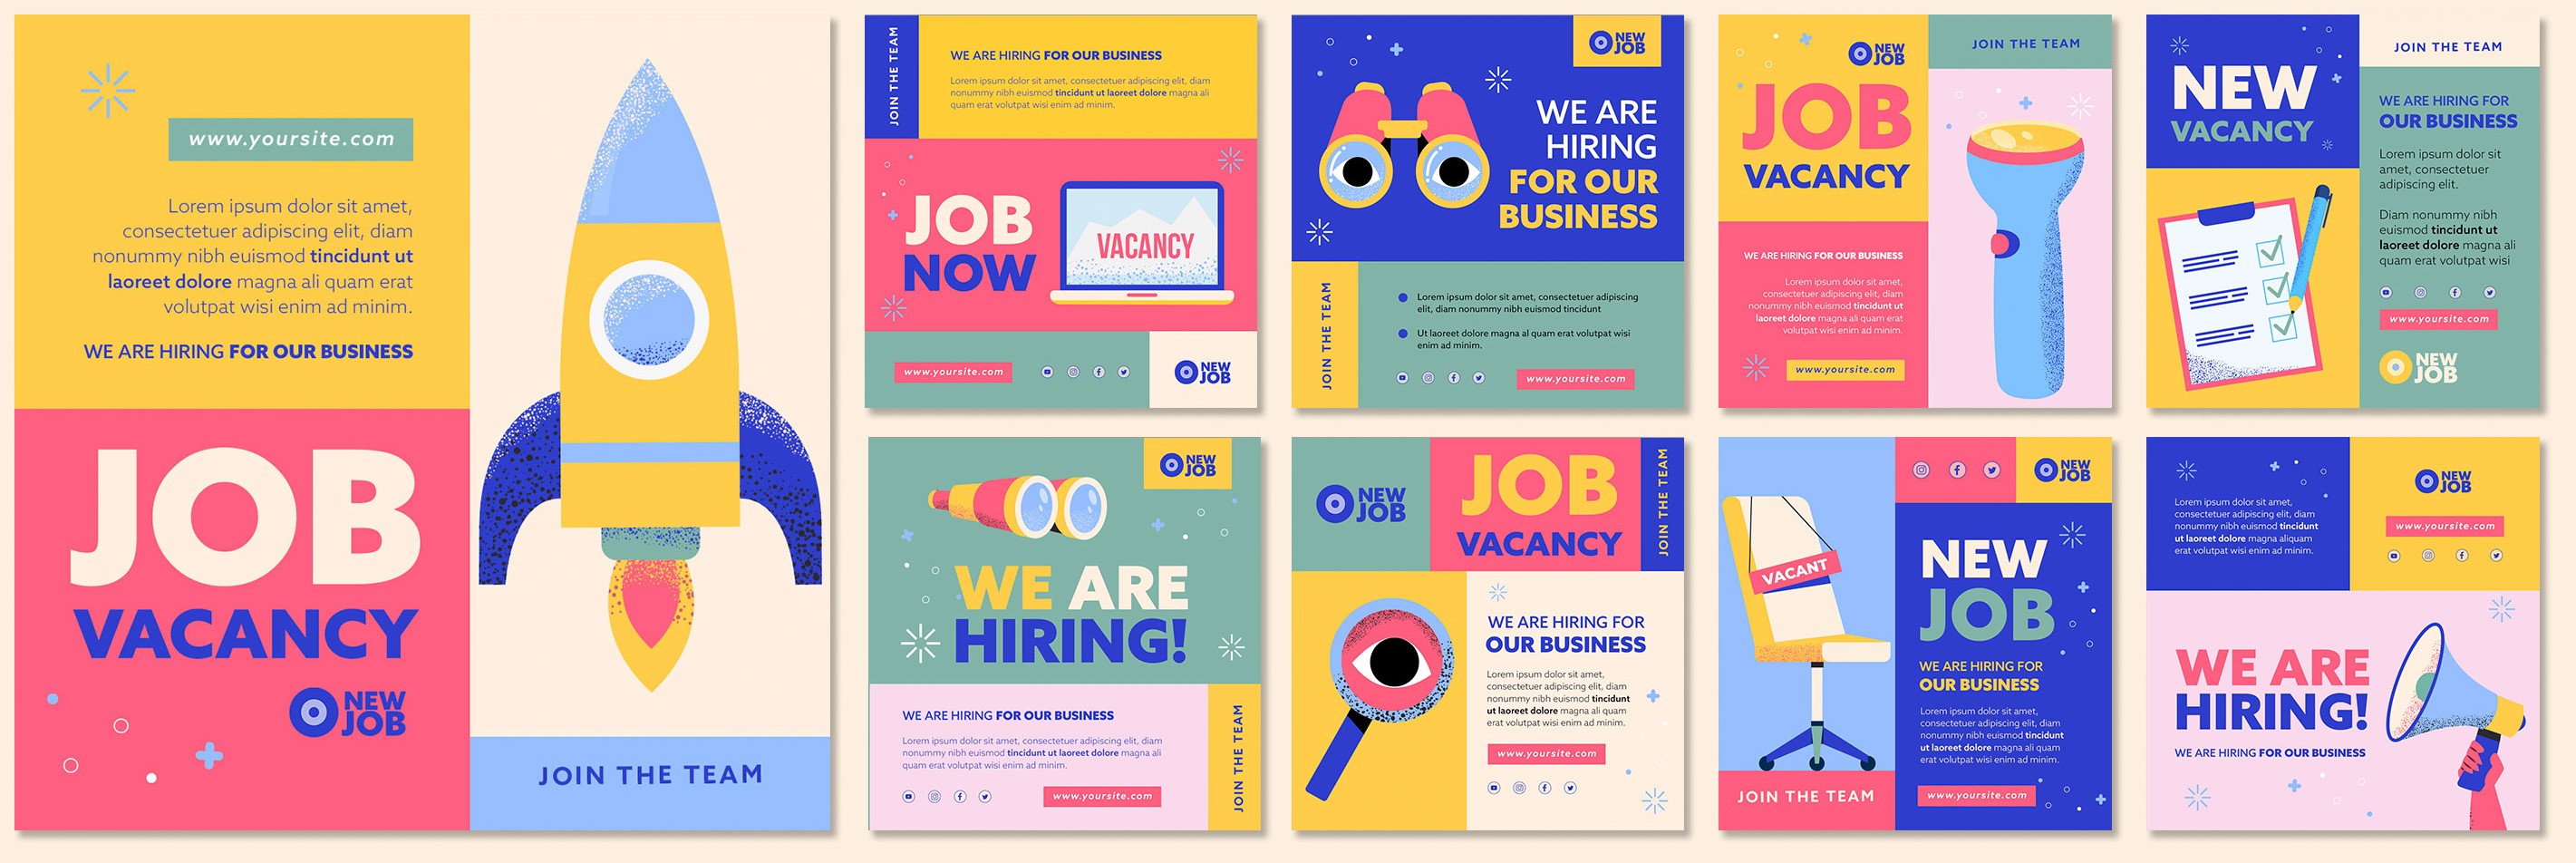 www.yoursite.com
Lorem ipsum dolor sit amet,
consectetuer adipiscing elit, diam
nonummy nibh euismod tincidunt ut
laoreet dolore magna ali quam erat
volutpat wisi enim ad minim.
WE ARE HIRING FOR OUR BUSINESS
JOB
VACANCY
NEW
JOB
JOIN THE TEAM
JOIN THE TEAM
WE ARE HIRING FOR OUR BUSINESS
Lorem ipsum dolor sit amet, consectetuer adipiscing elit, diam
nonummy nibh euismod tincidunt ut laoreet dolore magna ali
quam erat volutpat wisi enim ad minim.
JOB
NOW
VACANCY
www.yoursite.com
NEW
JOB
NEW
JOB
WE ARE
HIRING
FOR OUR
BUSINESS
JOIN THE TEAM
Lorem ipsum dolor sit amet, consectetuer adipiscing
elit, diam nonummy nibh euismod tincidunt
Ut laoreet dolore magna al quam erat volutpat wisi
enim ad minim.
www.yoursite.com
NEW
JOB
JOB
VACANCY
JOIN THE TEAM
WE ARE HIRING FOR OUR BUSINESS
Lorem ipsum dolor sit amet,
consectetuer adipiscing elit, diam
nonummy nibh euismod tincidunt ut
laoreet dolore magna ali quam erat
volutpat wisi enim ad minim.
www.yoursite.com
NEW
VACANCY
JOIN THE TEAM
WE ARE HIRING FOR
OUR BUSINESS
Lorem ipsum dolor sit
amet, consectetuer
adipiscing elit.
Diam nonummy nibh
euismod tincidunt ut
laoreet dolore magna ali
quam erat volutpat wisi
www.yoursite.com
NEW
JOB
NEW
JOB
WE ARE
HIRING!
WE ARE HIRING FOR OUR BUSINESS
Lorem ipsum dolor sit amet, consectetuer adipiscing elit, diam
nonummy nibh euismod tincidunt ut laoreet dolore magna ali
quam erat volutpat wisi enim ad minim.
www.yoursite.com
JOIN THE TEAM
NEW
JOB
JOB
VACANCY
JOIN THE TEAM
WE ARE HIRING FOR
OUR BUSINESS
Lorem ipsum dolor sit amet,
consectetuer adipiscing elit, diam
nonummy nibh euismod tincidunt
ut laoreet dolore magna ali quam
erat volutpat wisi enim ad minim.
www.yoursite.com
VACANT
JOIN THE TEAM
NEW
JOB
NEW
JOB
WE ARE HIRING FOR
OUR BUSINESS
Lorem ipsum dolor sit amet,
consectetuer adipiscing elit, diam
nonummy nibh euismod tincidunt
ut laoreet dolore magna ali quam
erat volutpat wisi enim ad minim.
www.yoursite.com
Lorem ipsum dolor sit amet,
consectetuer adipiscing elit, diam
nonummy nibh euismod tincidunt
ut laoreet dolore magna aliquam
erat volutpat wisi enim ad minim.
NEW
JOB
www.yoursite.com
WE ARE
HIRING!
WE ARE HIRING FOR OUR BUSINESS